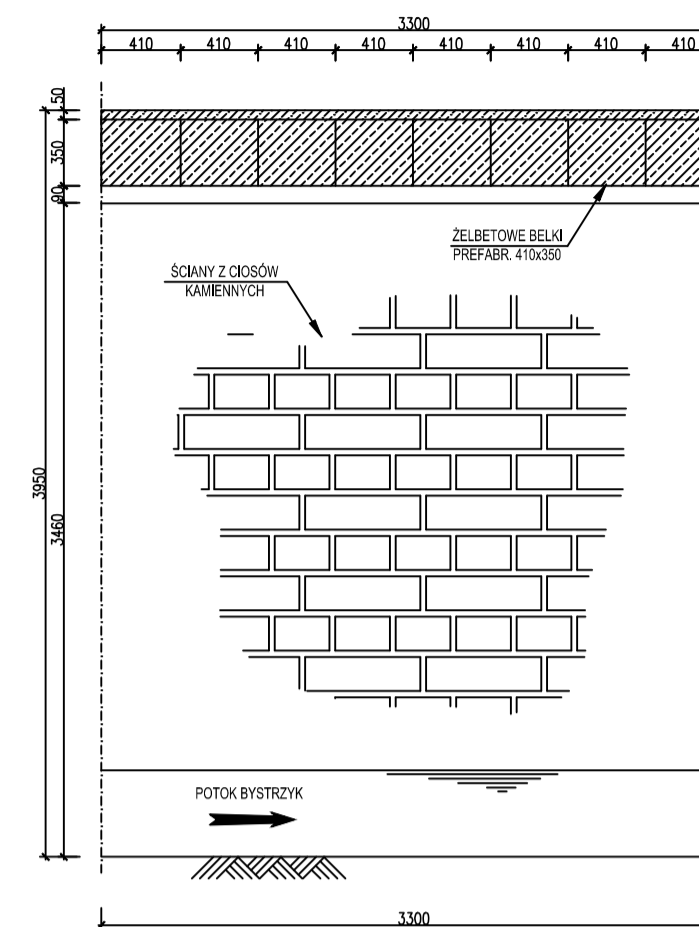 3300
410 410 410 410 410 410 410 410
50
350
90
ŻELBETOWE BELKI
PREFABR. 410x350
ŚCIANY Z CIOSÓW
KAMIENNYCH
3950
3460
POTOK BYSTRZYK
3300